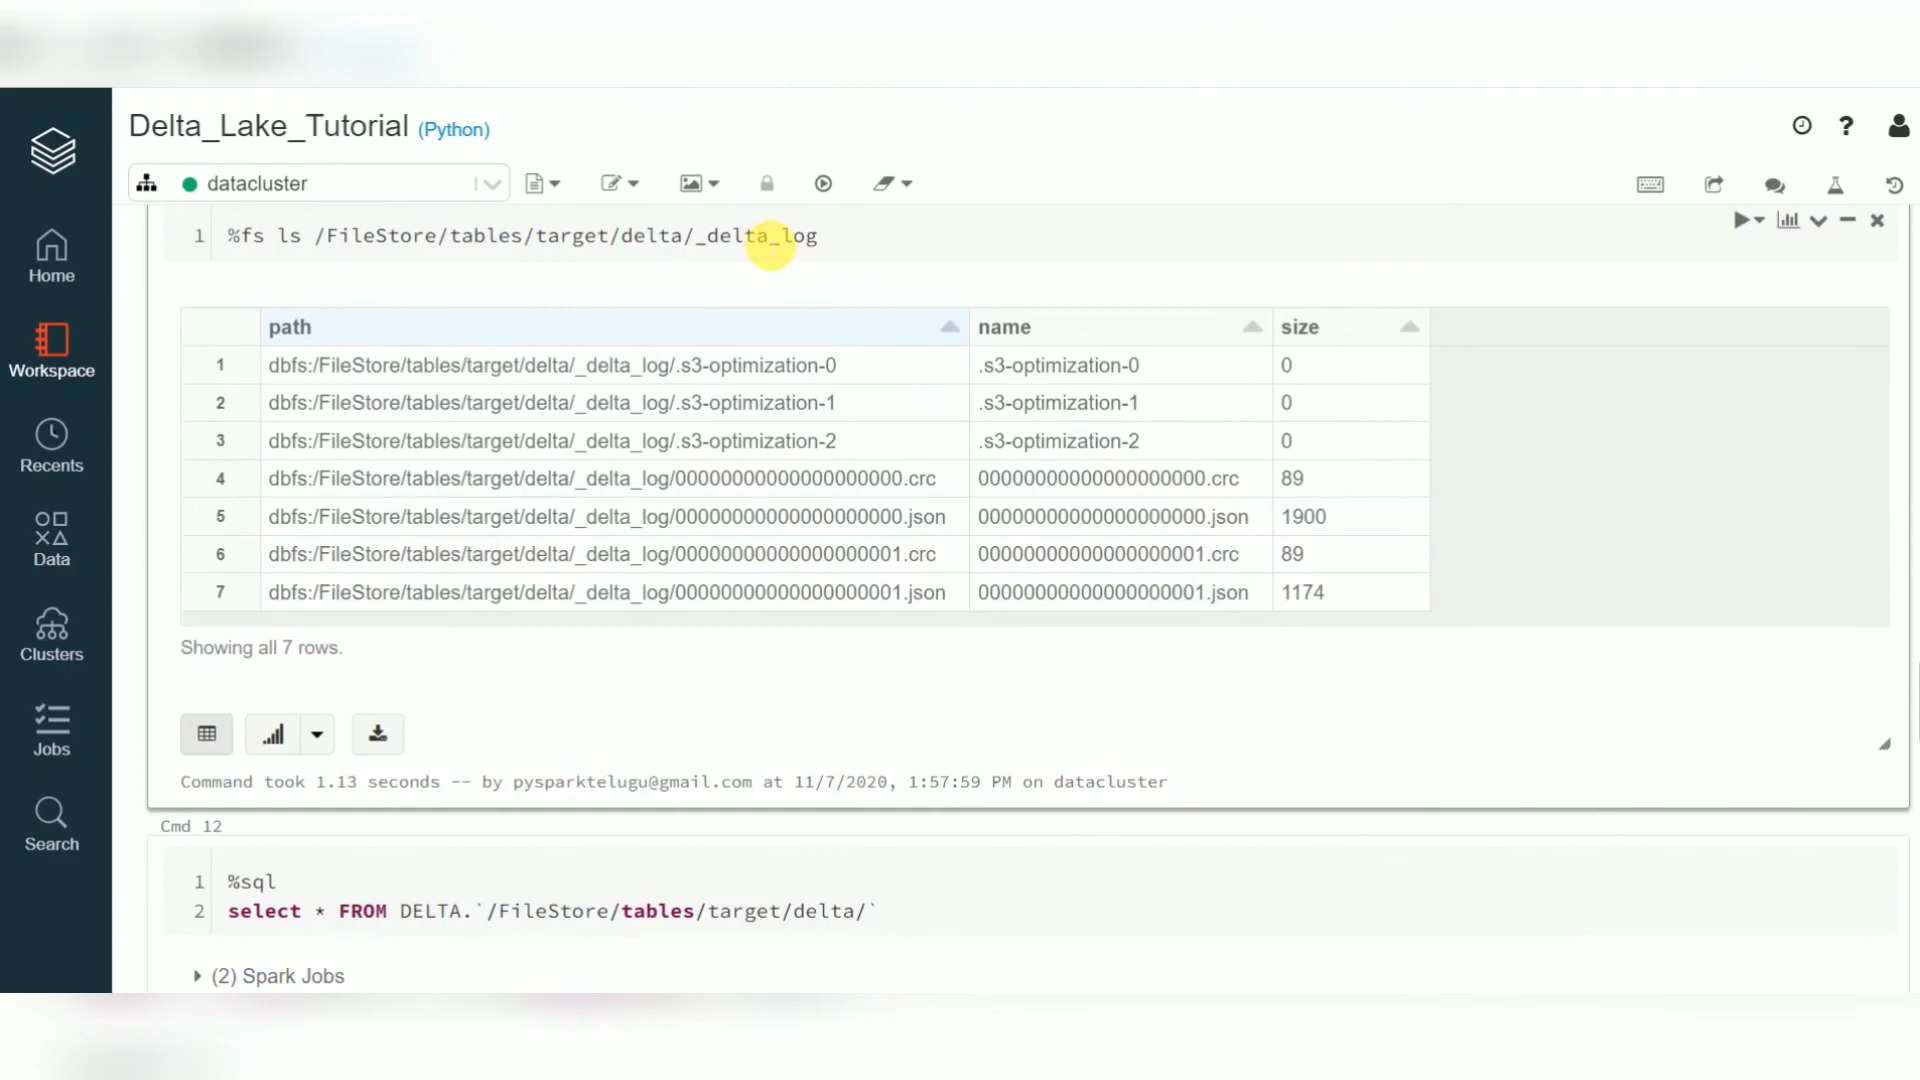 Delta_Lake_Tutorial (Python)
datacluster
Home
Workspace
Recents
Data
Clusters
Jobs
Search
1 %fs ls /FileStore/tables/target/delta/_delta_log
path name size
1 dbfs:/FileStore/tables/target/delta/_delta_log/.s3-optimization-0 .s3-optimization-0 0
2 dbfs:/FileStore/tables/target/delta/_delta_log/.s3-optimization-1 .s3-optimization-1 0
3 dbfs:/FileStore/tables/target/delta/_delta_log/.s3-optimization-2 .s3-optimization-2 0
4 dbfs:/FileStore/tables/target/delta/_delta_log/00000000000000000000.crc 00000000000000000000.crc 89
5 dbfs:/FileStore/tables/target/delta/_delta_log/00000000000000000000.json 00000000000000000000.json 1900
6 dbfs:/FileStore/tables/target/delta/_delta_log/00000000000000000001.crc 00000000000000000001.crc 89
7 dbfs:/FileStore/tables/target/delta/_delta_log/00000000000000000001.json 00000000000000000001.json 1174
Showing all 7 rows.
Command took 1.13 seconds -- by pysparktelugu@gmail.com at 11/7/2020, 1:57:59 PM on datacluster
Cmd 12
1 %sql
2 select * FROM DELTA.`/FileStore/tables/target/delta/`
(2) Spark Jobs